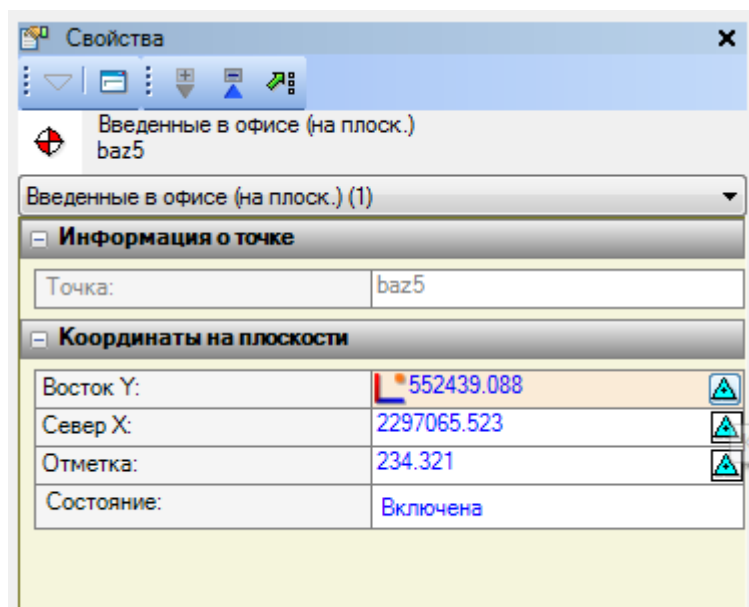 Свойства
Введенные в офисе (на плоск.)
baz5
Введенные в офисе (на плоск.) (1)
Информация о точке
Точка: baz5
Координаты на плоскости
Восток Y: 552439.088
Север X: 2297065.523
Отметка: 234.321
Состояние: Включена